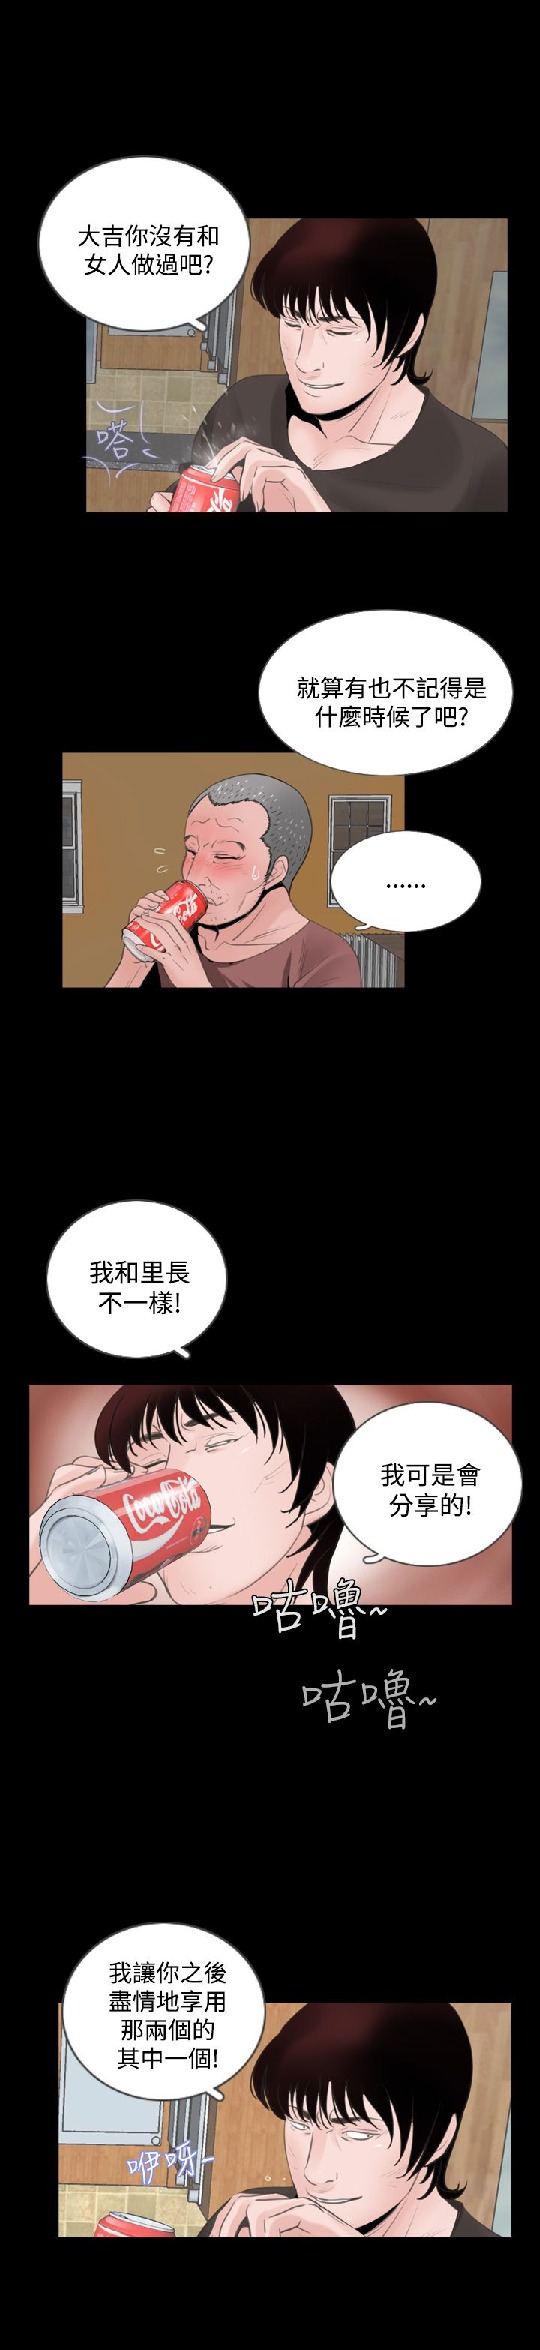 大吉你沒有和
女人做過吧?
嗒
就算有也不記得是
什麼時候了吧?
......
我和里長
不一樣!
Coca-Cola
我可是會
分享的!
咕嚕~
咕嚕~
我讓你之後
盡情地享用
那兩個的
其中一個!
咿呀~